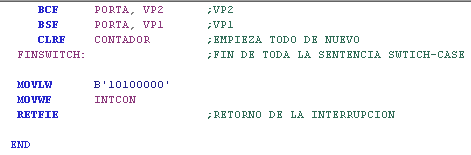 BCF PORTA, VP2 ;VP2
BSF PORTA, VP1 ;VP1
CLRF CONTADOR ;EMPIEZA TODO DE NUEVO
FINSWITCH: ;FIN DE TODA LA SENTENCIA SWTICH-CASE
MOVLW B'10100000'
MOVWF INTCON
RETFIE ;RETORNO DE LA INTERRUPCION
END